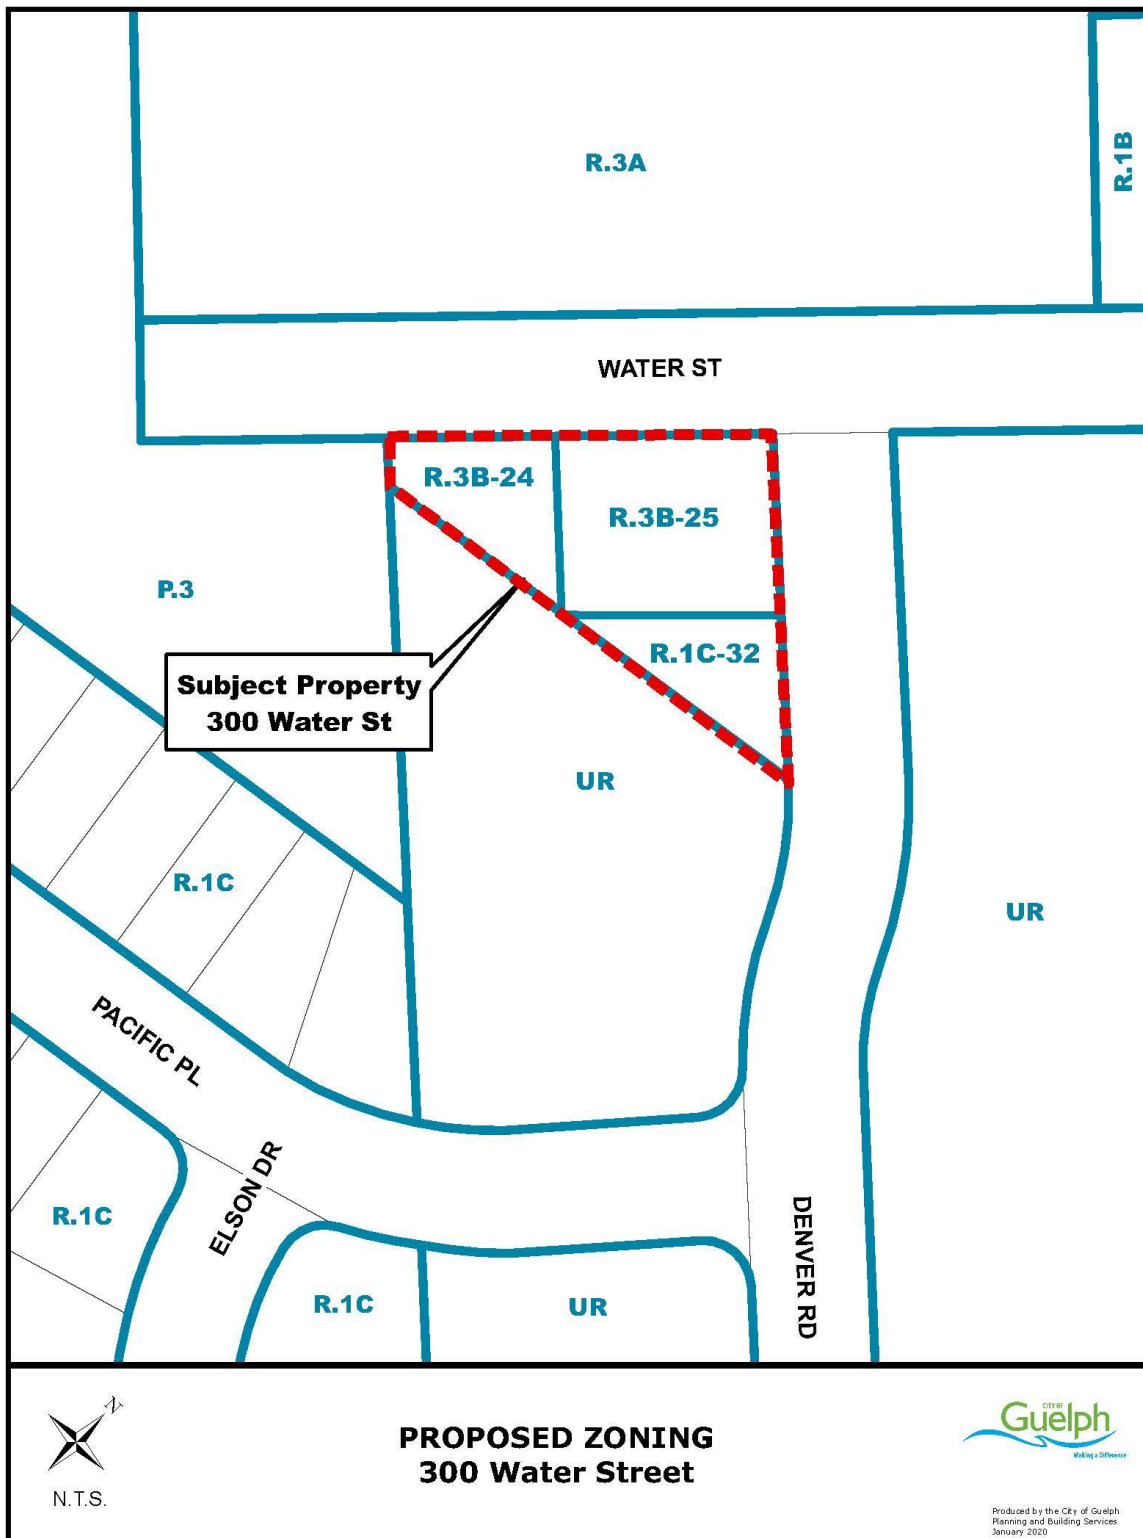 R.3A
R.1B
WATER ST
R.3B-24
R.3B-25
P.3
R.1C-32
Subject Property
300 Water St
UR
R.1C
UR
PACIFIC PL
ELSON DR
R.1C
DENVER RD
R.1C
UR
N
N.T.S.
PROPOSED ZONING
300 Water Street
CITY OF
Guelph
Making a Difference
Produced by the City of Guelph
Planning and Building Services
January 2020